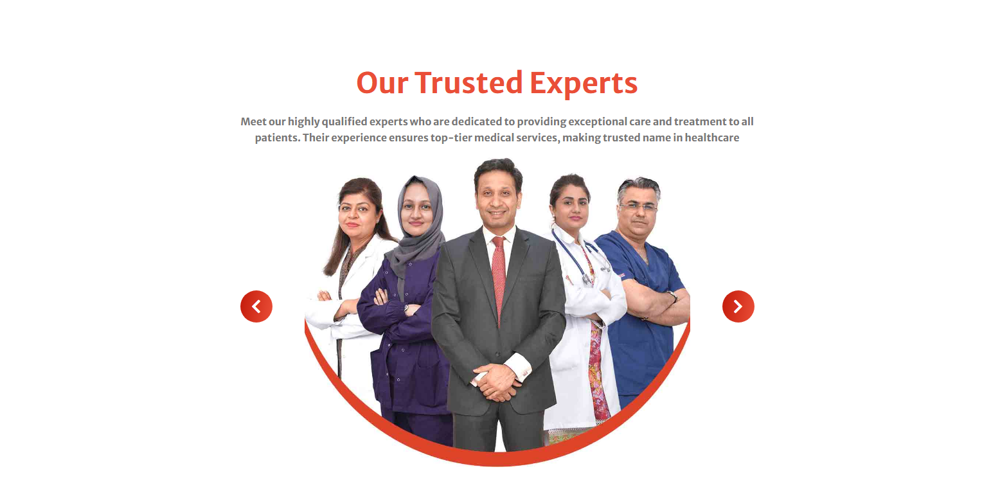 Our Trusted Experts
Meet our highly qualified experts who are dedicated to providing exceptional care and treatment to all
patients. Their experience ensures top-tier medical services, making trusted name in healthcare